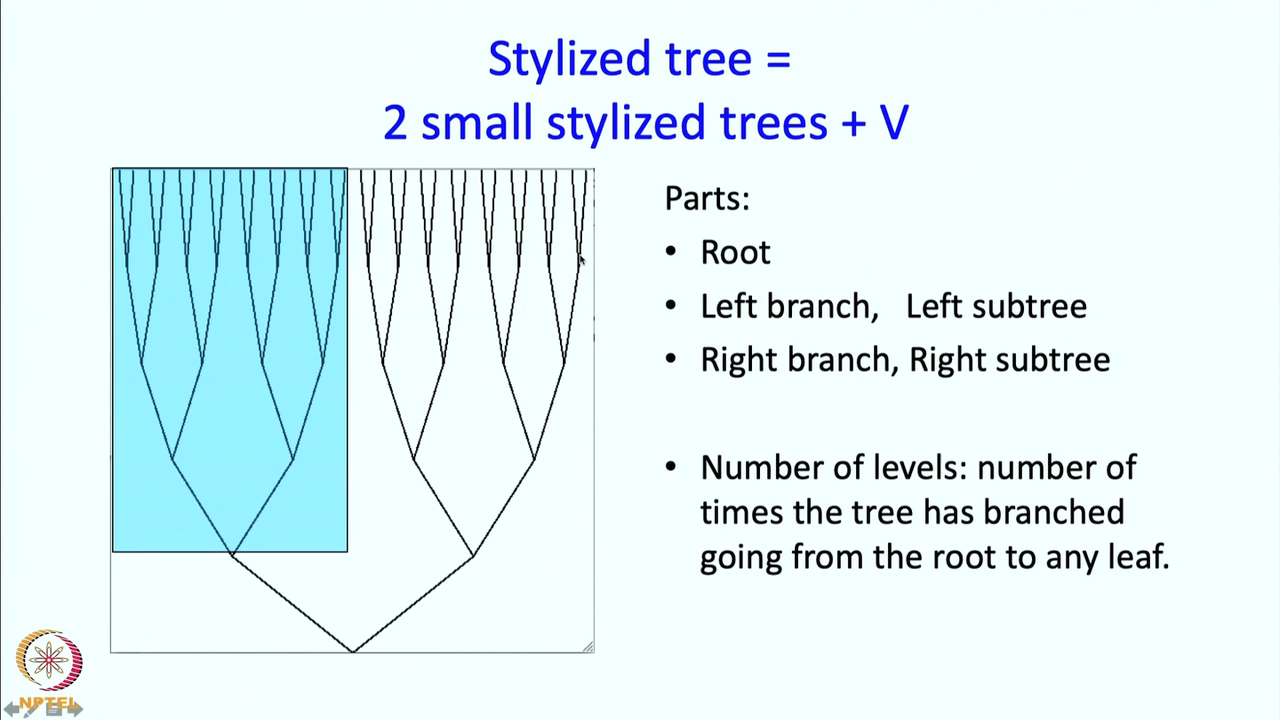 Stylized tree =
2 small stylized trees + V
Parts:
• Root
• Left branch, Left subtree
• Right branch, Right subtree
• Number of levels: number of
times the tree has branched
going from the root to any leaf.
NPTEL